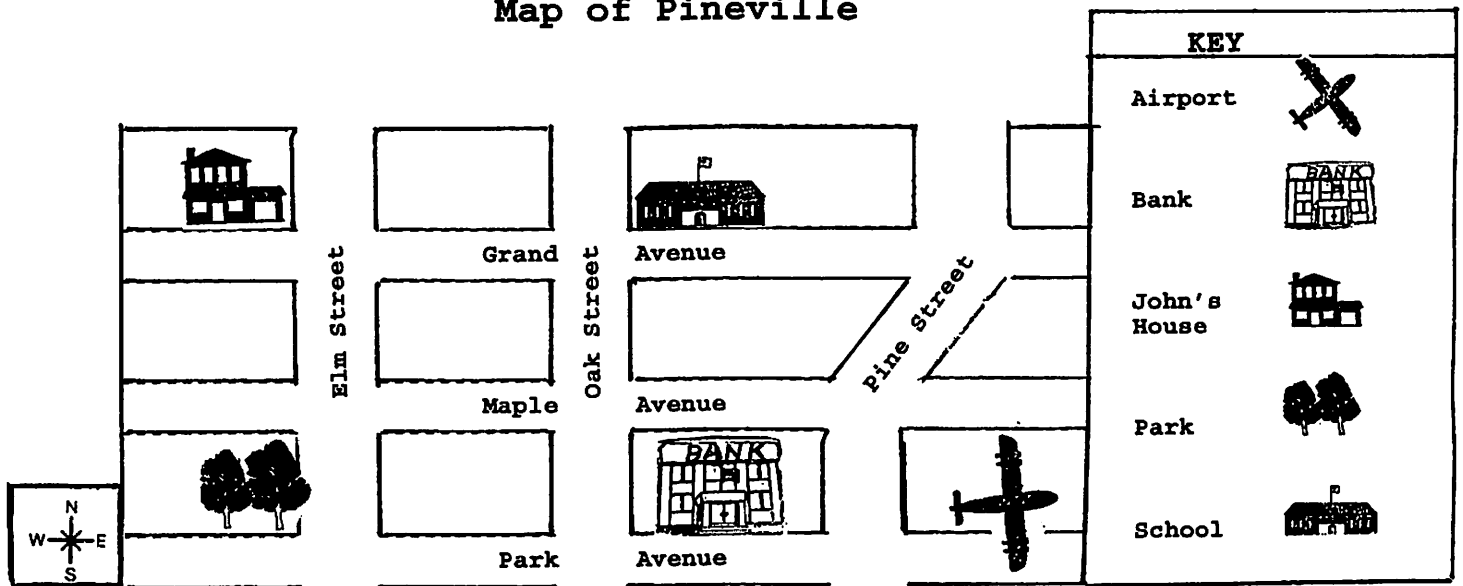 Map of Pineville
KEY
Airport
Bank
BANK
John's
House
Park
School
Grand Avenue
Elm Street
Oak Street
Pine Street
Maple Avenue
BANK
Park Avenue
N
W E
S